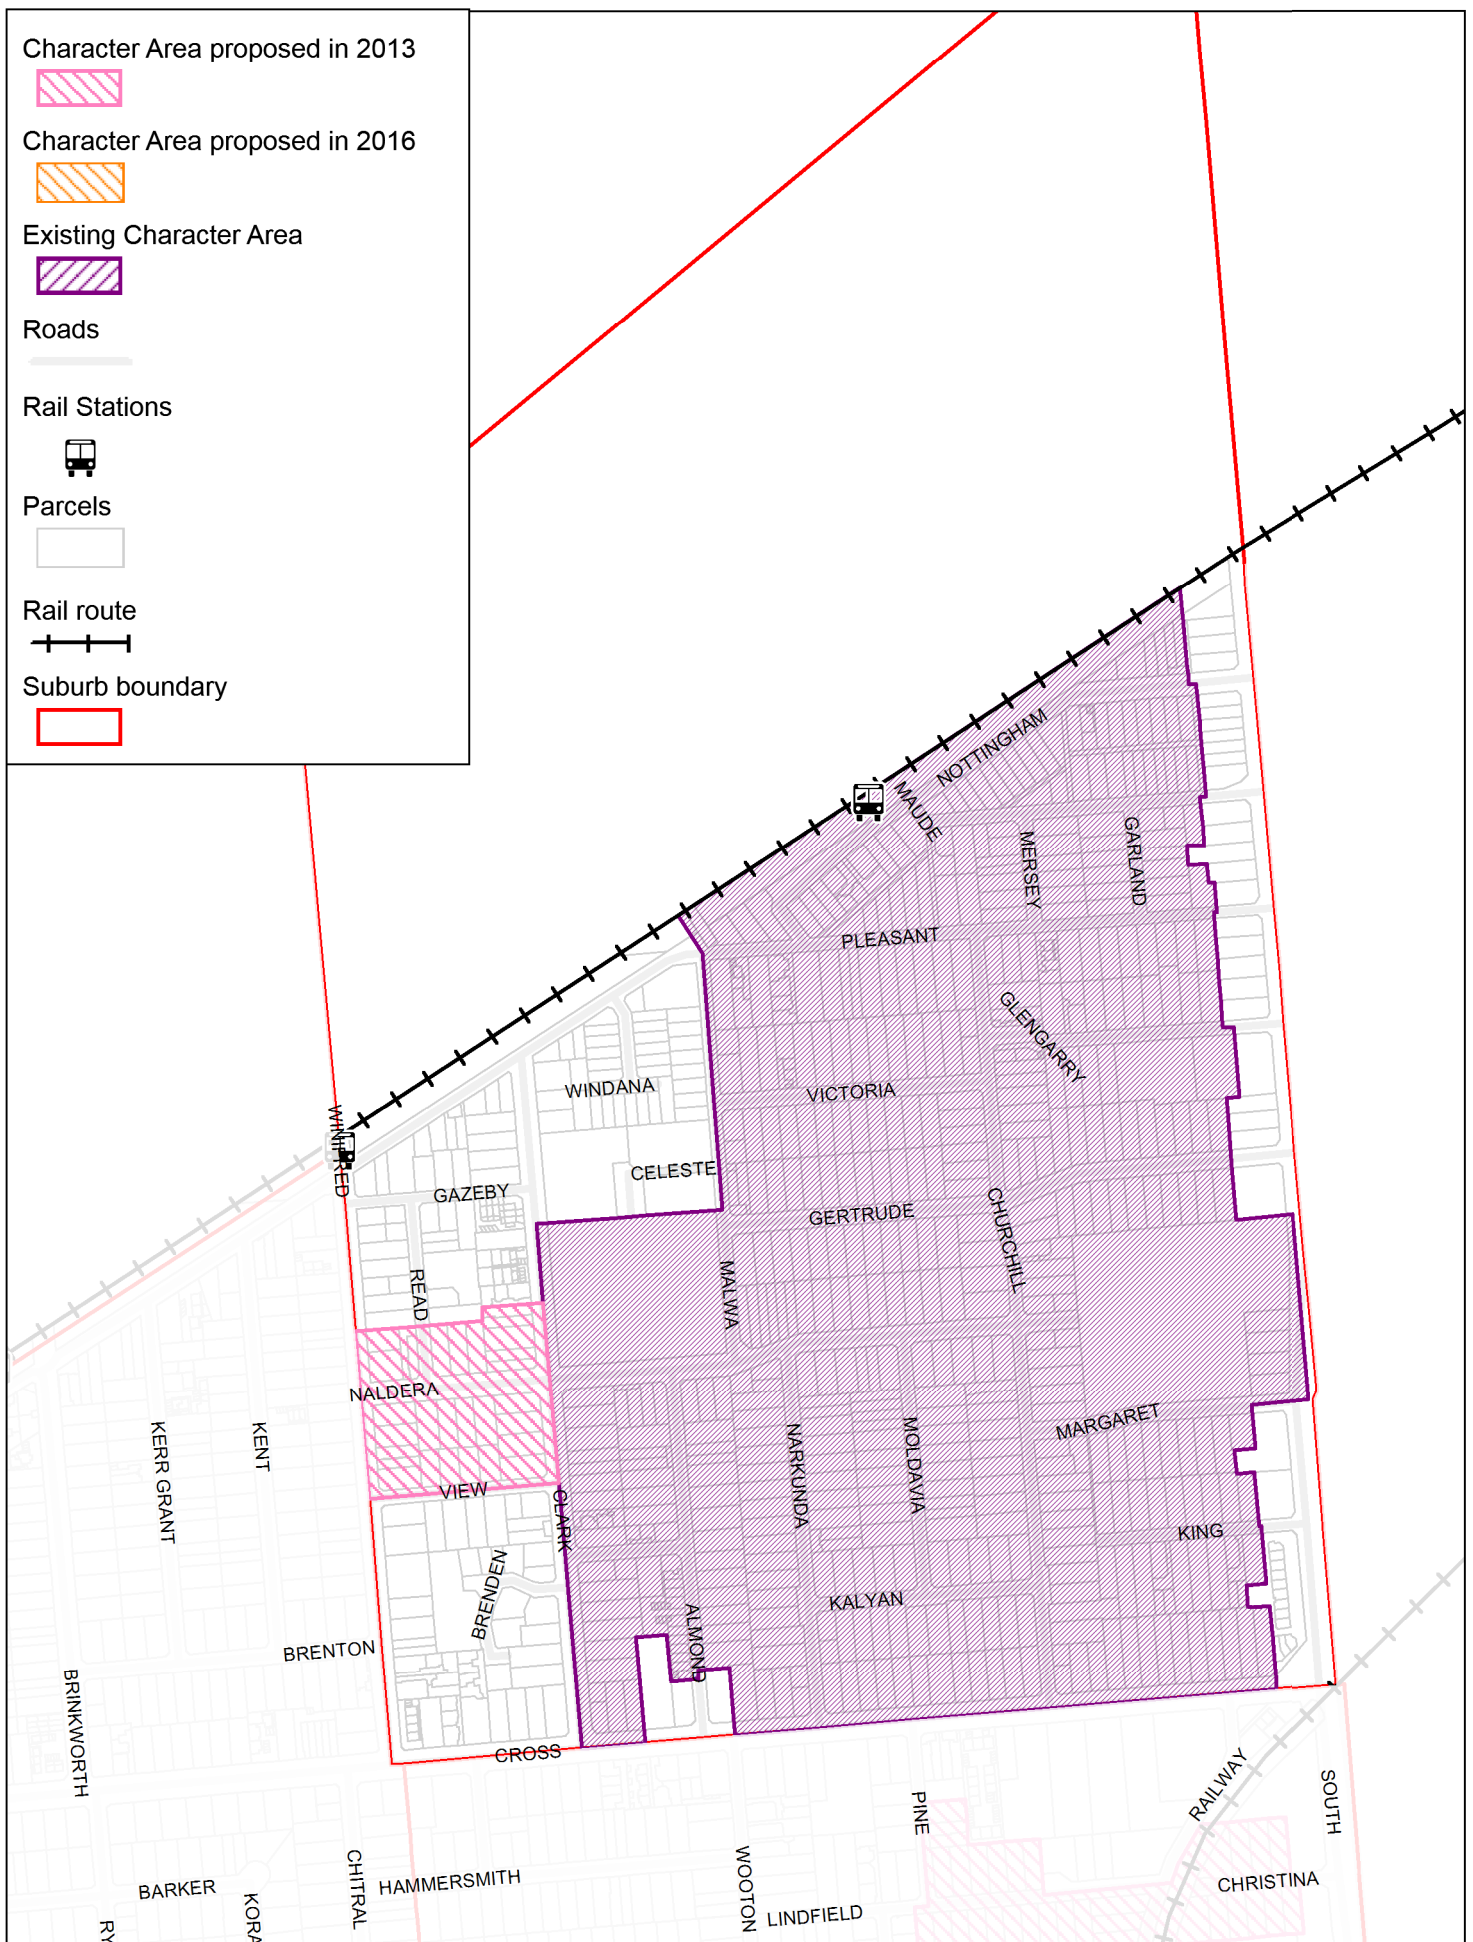 Character Area proposed in 2013
Character Area proposed in 2016
Existing Character Area
Roads
Rail Stations
Parcels
Rail route
Suburb boundary
NOTTINGHAM
MAUDE
MERSEY
GARLAND
PLEASANT
GLENGARRY
WINDANA
VICTORIA
WINIFRED
CELESTE
GAZEBY
GERTRUDE
CHURCHILL
READ
MALWA
NALDERA
KERR GRANT
KENT
NARKUNDA
MOLDAVIA
MARGARET
VIEW
CLARK
KING
BRENDEN
KALYAN
ALMOND
BRENTON
BRINKWORTH
CROSS
RAILWAY
SOUTH
PINE
BARKER
CHITRAL
HAMMERSMITH
WOOTON
CHRISTINA
KORA
LINDFIELD
RY